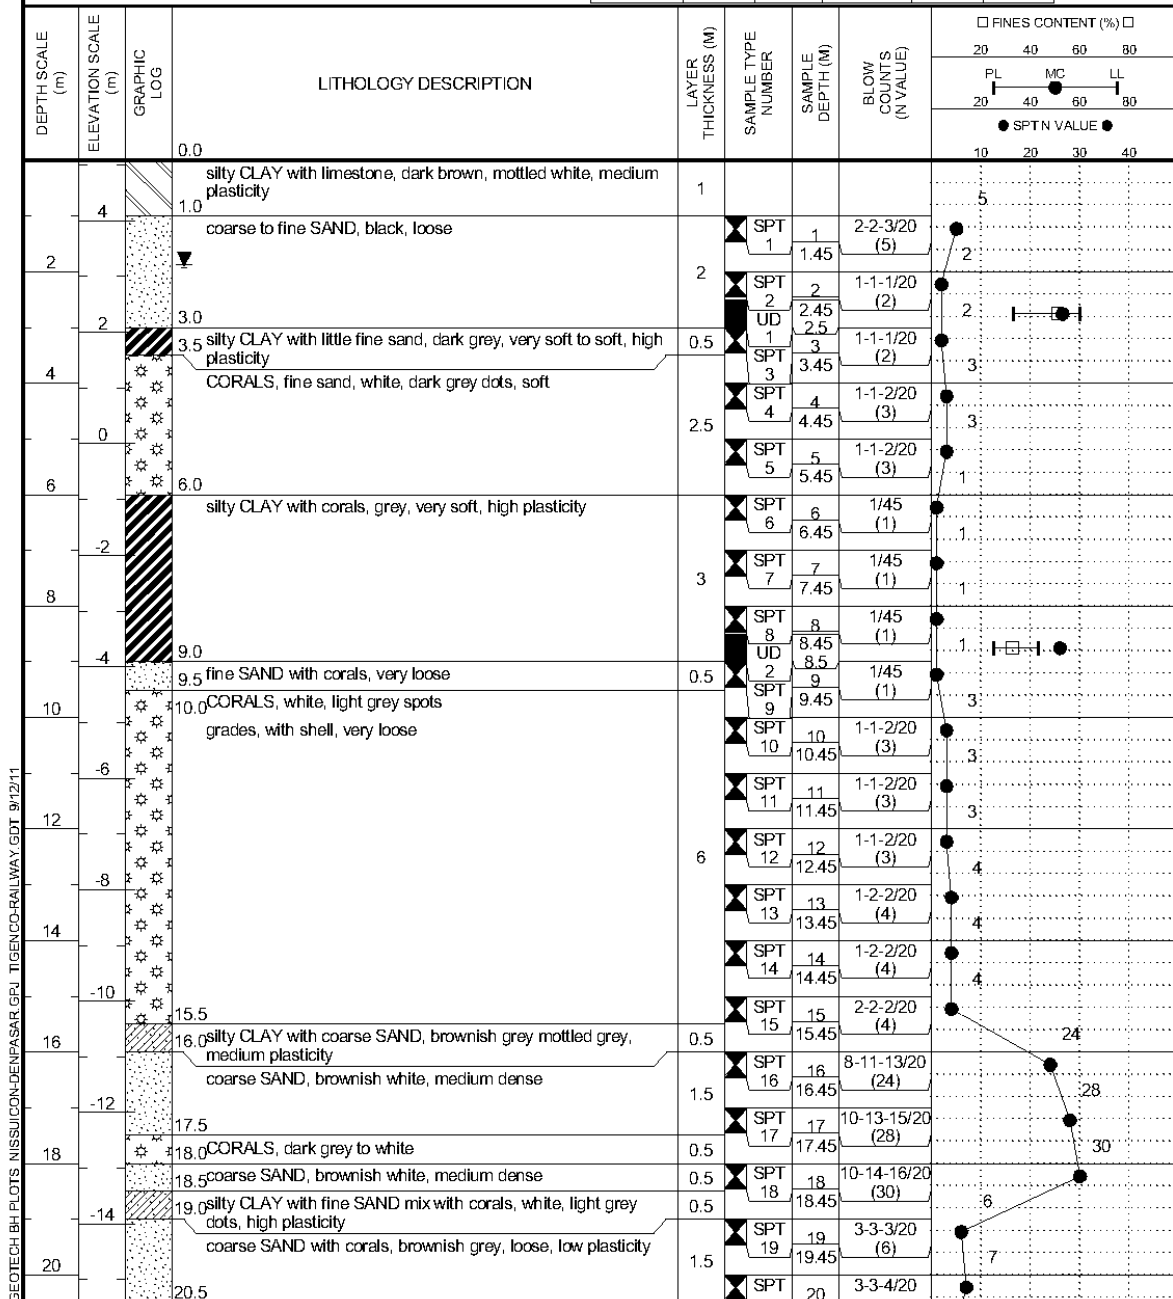 FINES CONTENT (%)
20 40 60 80
PL MC LL
20 40 60 80
SPT N VALUE
10 20 30 40
DEPTH SCALE (m)
ELEVATION SCALE (m)
GRAPHIC LOG
LITHOLOGY DESCRIPTION
LAYER THICKNESS (M)
SAMPLE TYPE NUMBER
SAMPLE DEPTH (M)
BLOW COUNTS (N VALUE)
0.0
silty CLAY with limestone, dark brown, mottled white, medium
plasticity
1
5
4
1.0
coarse to fine SAND, black, loose
SPT 1
1
1.45
2-2-3/20
(5)
2
2
2
SPT 2
2
2.45
1-1-1/20
(2)
2
UD 1
2.5
2
3.0
3.5
silty CLAY with little fine sand, dark grey, very soft to soft, high
plasticity
0.5
SPT 3
3
3.45
1-1-1/20
(2)
3
4
CORALS, fine sand, white, dark grey dots, soft
SPT 4
4
4.45
1-1-2/20
(3)
3
0
2.5
SPT 5
5
5.45
1-1-2/20
(3)
1
6
6.0
silty CLAY with corals, grey, very soft, high plasticity
SPT 6
6
6.45
1/45
(1)
1
-2
3
SPT 7
7
7.45
1/45
(1)
1
8
SPT 8
8
8.45
1/45
(1)
1
UD 2
8.5
-4
9.0
9.5
fine SAND with corals, very loose
0.5
SPT 9
9
9.45
1/45
(1)
3
10
10.0
CORALS, white, light grey spots
grades, with shell, very loose
SPT 10
10
10.45
1-1-2/20
(3)
3
-6
SPT 11
11
11.45
1-1-2/20
(3)
3
12
6
SPT 12
12
12.45
1-1-2/20
(3)
4
-8
SPT 13
13
13.45
1-2-2/20
(4)
4
14
SPT 14
14
14.45
1-2-2/20
(4)
4
-10
15.5
SPT 15
15
15.45
2-2-2/20
(4)
24
16
16.0
silty CLAY with coarse SAND, brownish grey mottled grey,
medium plasticity
0.5
coarse SAND, brownish white, medium dense
SPT 16
16
16.45
8-11-13/20
(24)
28
-12
1.5
17.5
SPT 17
17
17.45
10-13-15/20
(28)
30
18
18.0
CORALS, dark grey to white
0.5
18.5
coarse SAND, brownish white, medium dense
0.5
SPT 18
18
18.45
10-14-16/20
(30)
6
-14
19.0
silty CLAY with fine SAND mix with corals, white, light grey
dots, high plasticity
0.5
coarse SAND with corals, brownish grey, loose, low plasticity
SPT 19
19
19.45
3-3-3/20
(6)
7
20
1.5
20.5
SPT
20
3-3-4/20
GEOTECH BH PLOTS NISSUICON-DENPASAR.GPJ TIGENCO-RAILWAY.GDT 9/12/11